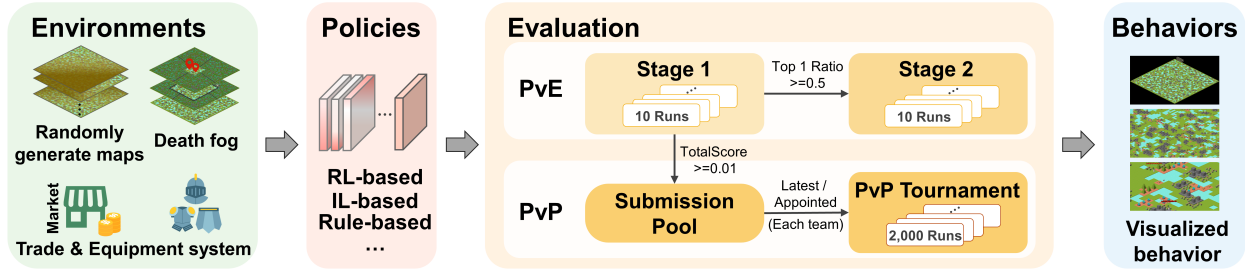 Environments
Randomly
generate maps
Death fog
Market
Trade & Equipment system
Policies
...
RL-based
IL-based
Rule-based
...
Evaluation
PvE
Stage 1
...
10 Runs
Top 1 Ratio
>=0.5
Stage 2
...
10 Runs
TotalScore
>=0.01
PvP
Submission
Pool
Latest /
Appointed
(Each team)
PvP Tournament
...
2,000 Runs
Behaviors
Visualized
behavior